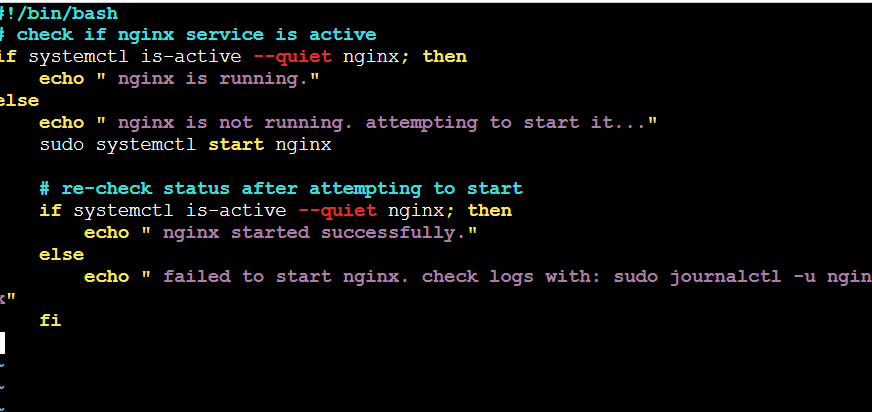 #!/bin/bash
# check if nginx service is active
if systemctl is-active --quiet nginx; then
    echo " nginx is running."
else
    echo " nginx is not running. attempting to start it..."
    sudo systemctl start nginx

    # re-check status after attempting to start
    if systemctl is-active --quiet nginx; then
        echo " nginx started successfully."
    else
        echo " failed to start nginx. check logs with: sudo journalctl -u ngin
x"
    fi

~
~
~